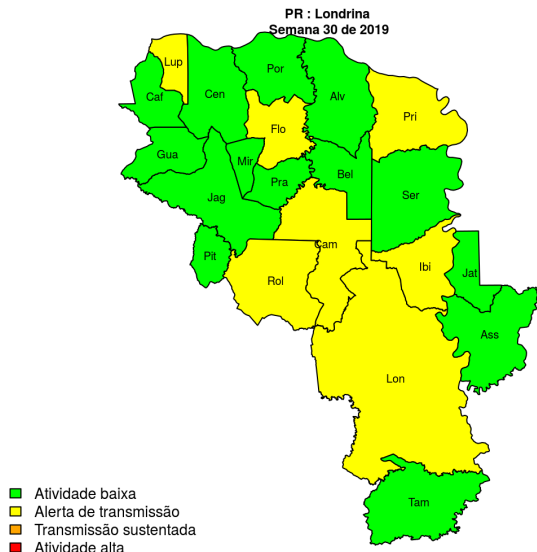 PR : Londrina
Semana 30 de 2019
Lup
Por
Caf
Cen
Alv
Pri
Flo
Gua
Mir
Bel
Pra
Ser
Jag
Cam
Pit
Ibi
Rol
Jat
Ass
Lon
Tam
Atividade baixa
Alerta de transmissão
Transmissão sustentada
Atividade alta